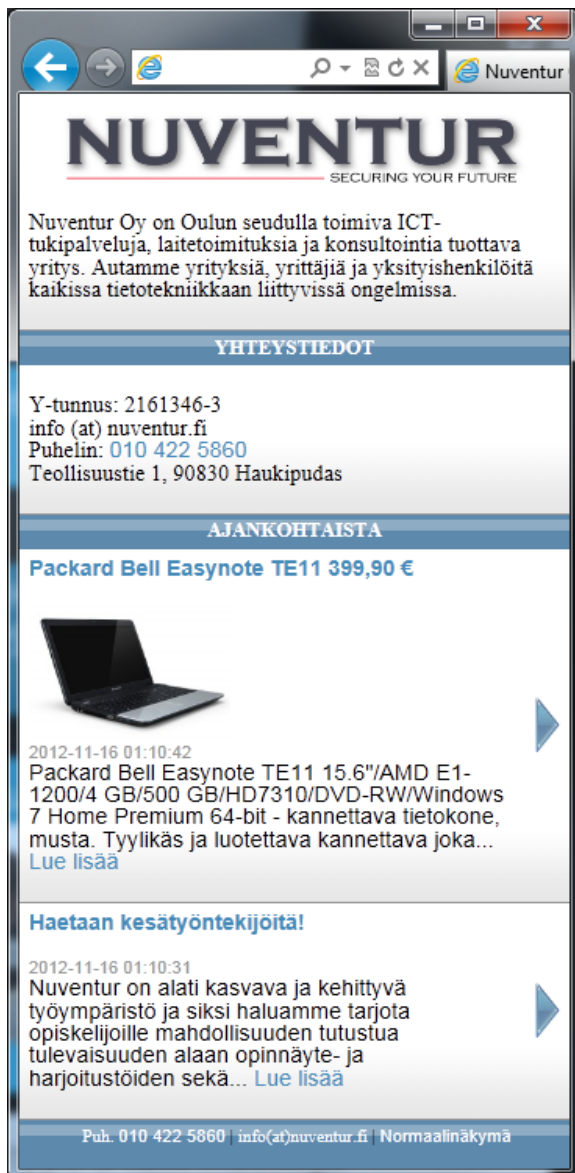 Nuventur
NUVENTUR
SECURING YOUR FUTURE
Nuventur Oy on Oulun seudulla toimiva ICT-
tukipalveluja, laitetoimituksia ja konsultointia tuottava
yritys. Autamme yrityksiä, yrittäjiä ja yksityishenkilöitä
kaikissa tietotekniikkaan liittyvissä ongelmissa.
YHTEYSTIEDOT
Y-tunnus: 2161346-3
info (at) nuventur.fi
Puhelin: 010 422 5860
Teollisuustie 1, 90830 Haukipudas
AJANKOHTAISTA
Packard Bell Easynote TE11 399,90 €
2012-11-16 01:10:42
Packard Bell Easynote TE11 15.6"/AMD E1-
1200/4 GB/500 GB/HD7310/DVD-RW/Windows
7 Home Premium 64-bit - kannettava tietokone,
musta. Tyylikäs ja luotettava kannettava joka...
Lue lisää
Haetaan kesätyöntekijöitä!
2012-11-16 01:10:31
Nuventur on alati kasvava ja kehittyvä
työympäristö ja siksi haluamme tarjota
opiskelijoille mahdollisuuden tutustua
tulevaisuuden alaan opinnäyte- ja
harjoitustöiden sekä... Lue lisää
Puh. 010 422 5860 | info(at)nuventur.fi | Normaalinäkymä